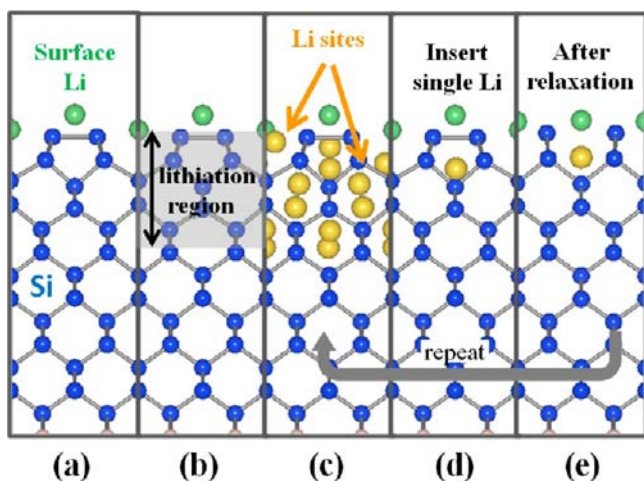 Surface
Li
Li sites
Insert
single Li
After
relaxation
lithiation
region
Si
repeat
(a)
(b)
(c)
(d)
(e)